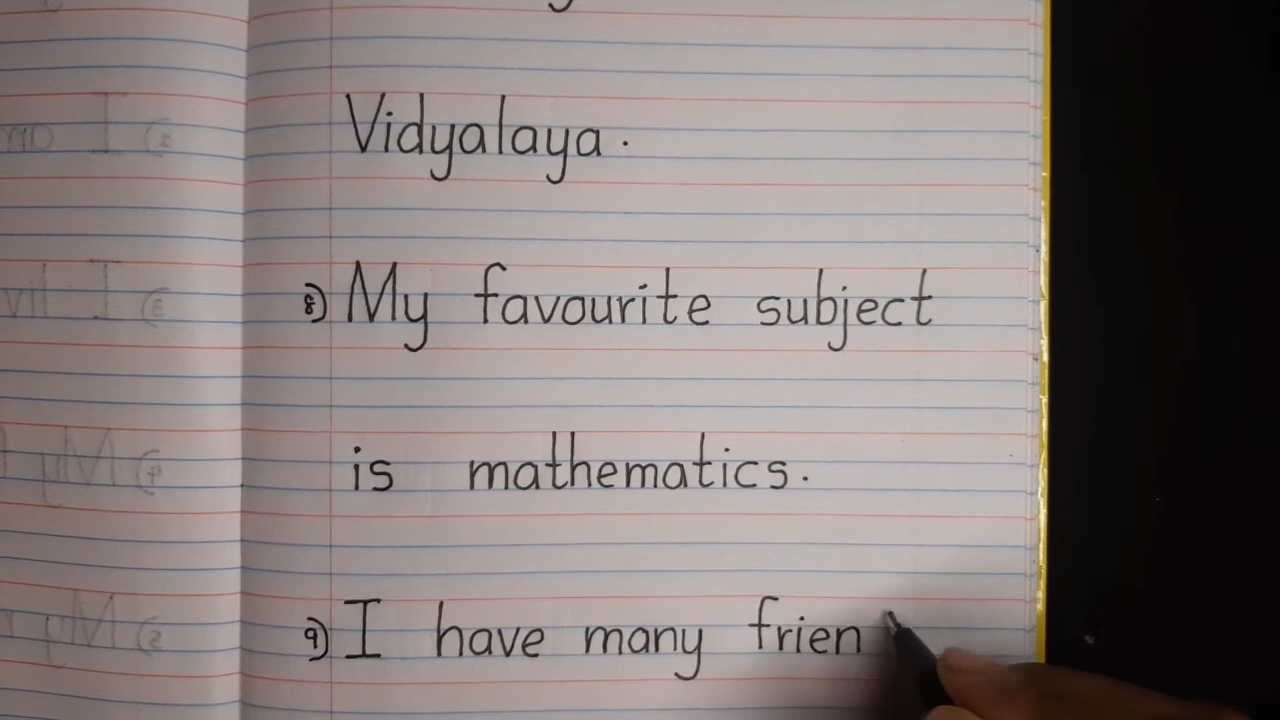 Vidyalaya.
8) My favourite subject
is mathematics.
9) I have many frien